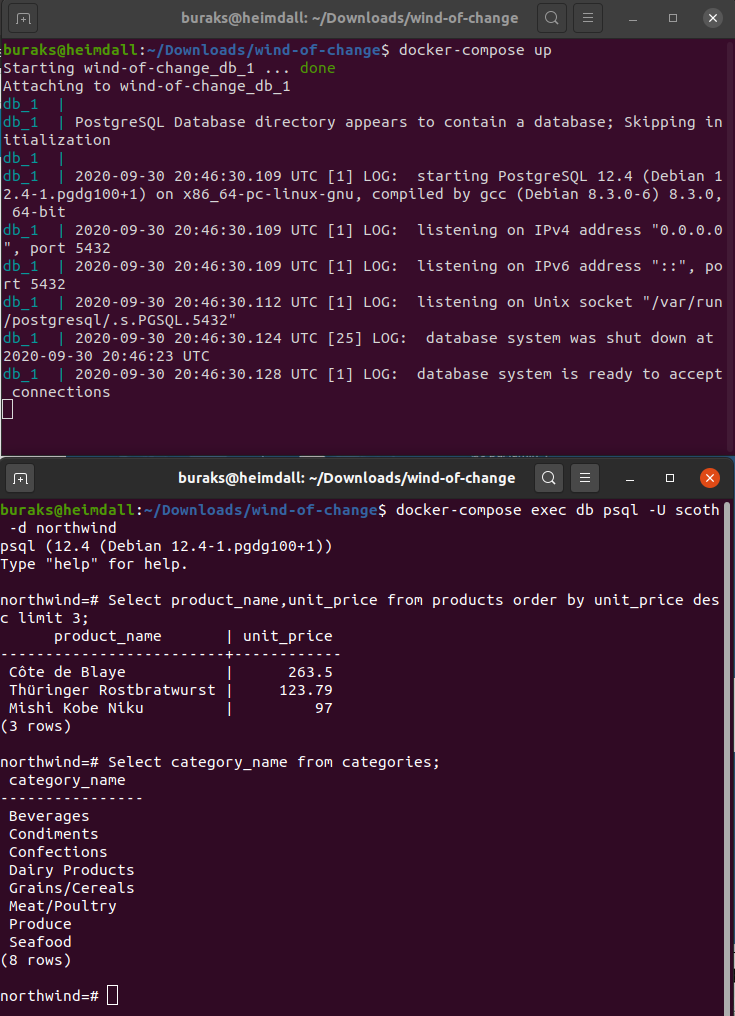 buraks@heimdall: ~/Downloads/wind-of-change
buraks@heimdall:~/Downloads/wind-of-change$ docker-compose up
Starting wind-of-change_db_1 ... done
Attaching to wind-of-change_db_1
db_1  |
db_1  | PostgreSQL Database directory appears to contain a database; Skipping in
itialization
db_1  |
db_1  | 2020-09-30 20:46:30.109 UTC [1] LOG:  starting PostgreSQL 12.4 (Debian 1
2.4-1.pgdg100+1) on x86_64-pc-linux-gnu, compiled by gcc (Debian 8.3.0-6) 8.3.0,
 64-bit
db_1  | 2020-09-30 20:46:30.109 UTC [1] LOG:  listening on IPv4 address "0.0.0.0
", port 5432
db_1  | 2020-09-30 20:46:30.109 UTC [1] LOG:  listening on IPv6 address "::", po
rt 5432
db_1  | 2020-09-30 20:46:30.112 UTC [1] LOG:  listening on Unix socket "/var/run
/postgresql/.s.PGSQL.5432"
db_1  | 2020-09-30 20:46:30.124 UTC [25] LOG:  database system was shut down at
2020-09-30 20:46:23 UTC
db_1  | 2020-09-30 20:46:30.128 UTC [1] LOG:  database system is ready to accept
 connections
buraks@heimdall: ~/Downloads/wind-of-change
buraks@heimdall:~/Downloads/wind-of-change$ docker-compose exec db psql -U scoth
 -d northwind
psql (12.4 (Debian 12.4-1.pgdg100+1))
Type "help" for help.
northwind=# Select product_name,unit_price from products order by unit_price des
c limit 3;
      product_name       | unit_price
-------------------------+------------
 Côte de Blaye           |      263.5
 Thüringer Rostbratwurst |     123.79
 Mishi Kobe Niku         |         97
(3 rows)
northwind=# Select category_name from categories;
 category_name
----------------
 Beverages
 Condiments
 Confections
 Dairy Products
 Grains/Cereals
 Meat/Poultry
 Produce
 Seafood
(8 rows)
northwind=#